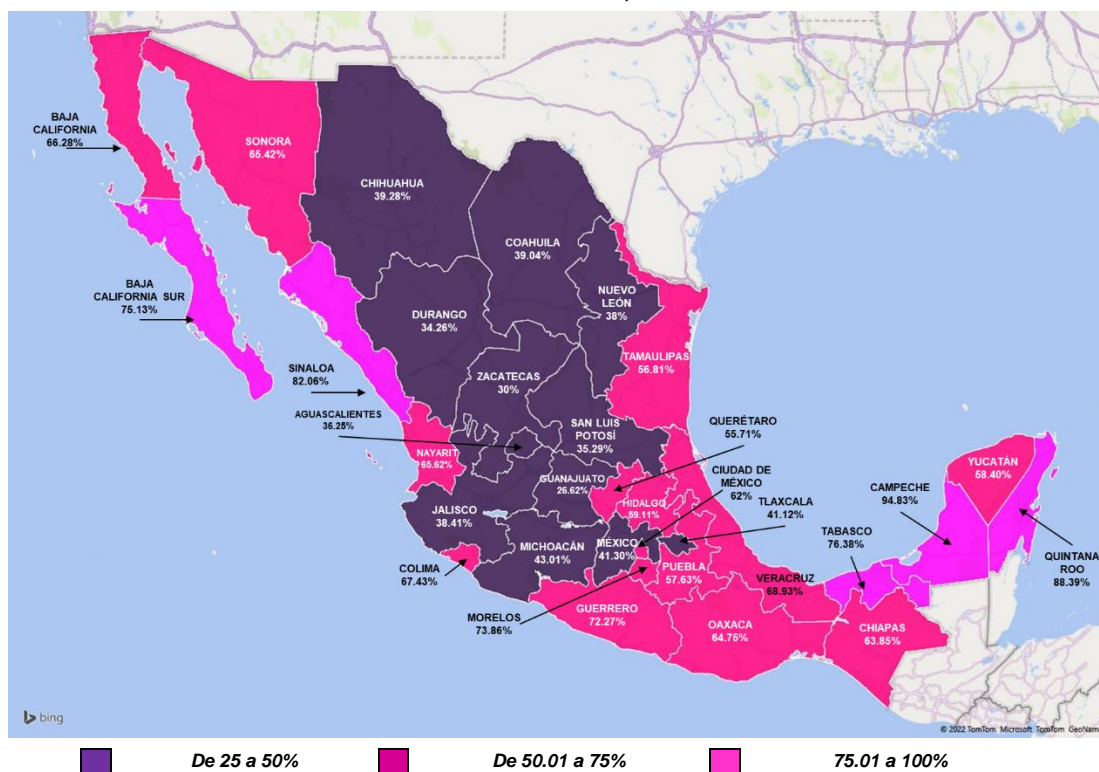 BAJA
CALIFORNIA
66.28%
SONORA
65.42%
CHIHUAHUA
39.28%
COAHUILA
39.04%
BAJA
CALIFORNIA SUR
75.13%
NUEVO
LEÓN
38%
DURANGO
34.26%
TAMAULIPAS
56.81%
SINALOA
82.06%
ZACATECAS
30%
AGUASCALIENTES
36.25%
SAN LUIS
POTOSÍ
35.29%
QUERÉTARO
55.71%
NAYARIT
65.62%
GUANAJUATO
26.62%
CIUDAD DE
MÉXICO
62%
HIDALGO
59.11%
TLAXCALA
41.12%
YUCATÁN
58.40%
CAMPECHE
94.83%
JALISCO
38.41%
TABASCO
76.38%
MICHOACÁN
43.01%
MÉXICO
41.30%
QUINTANA
ROO
88.39%
COLIMA
67.43%
PUEBLA
57.63%
VERACRUZ
68.93%
MORELOS
73.86%
GUERRERO
72.27%
OAXACA
64.75%
CHIAPAS
63.85%
bing
© 2022 TomTom Microsoft TomTom GeoNam
De 25 a 50%
De 50.01 a 75%
75.01 a 100%